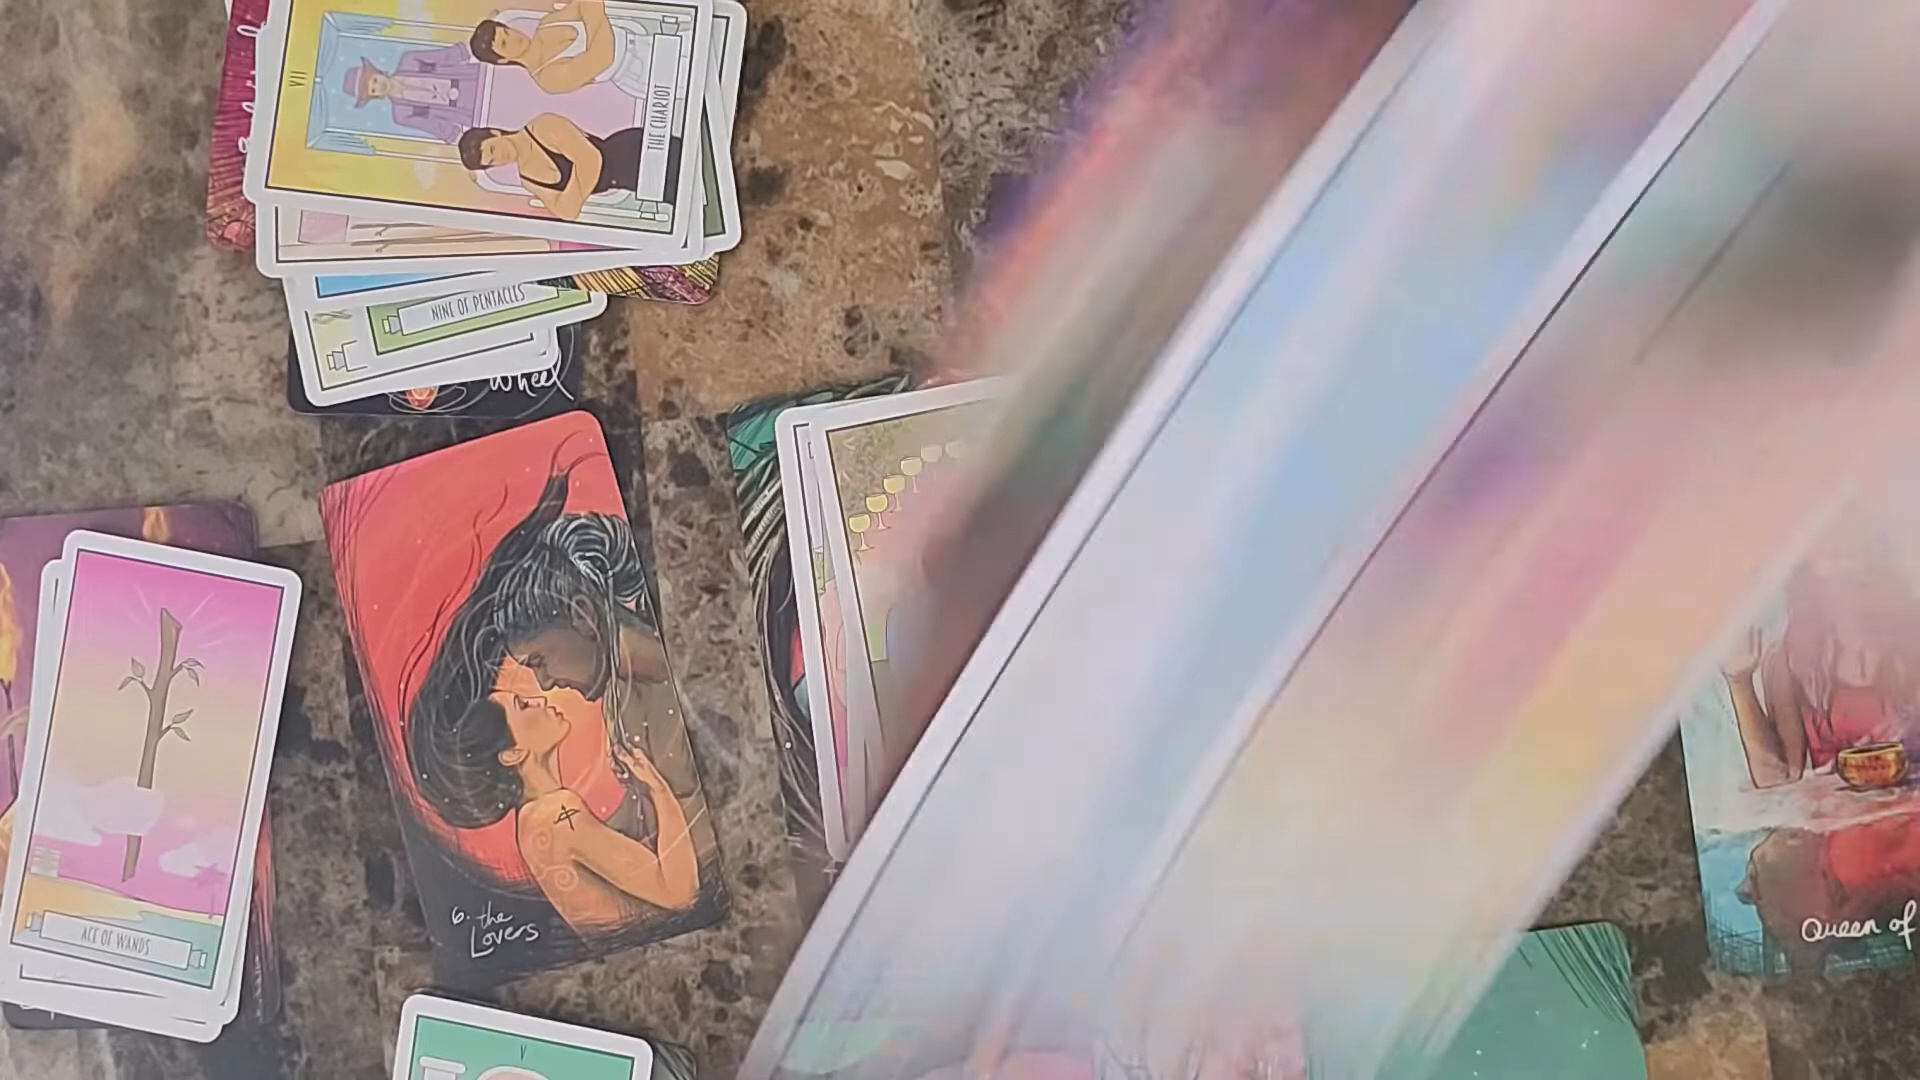 VII
THE CHARIOT
NINE OF PENTACLES
Wheel
6. the
Lovers
ACE OF WANDS
Queen of
V